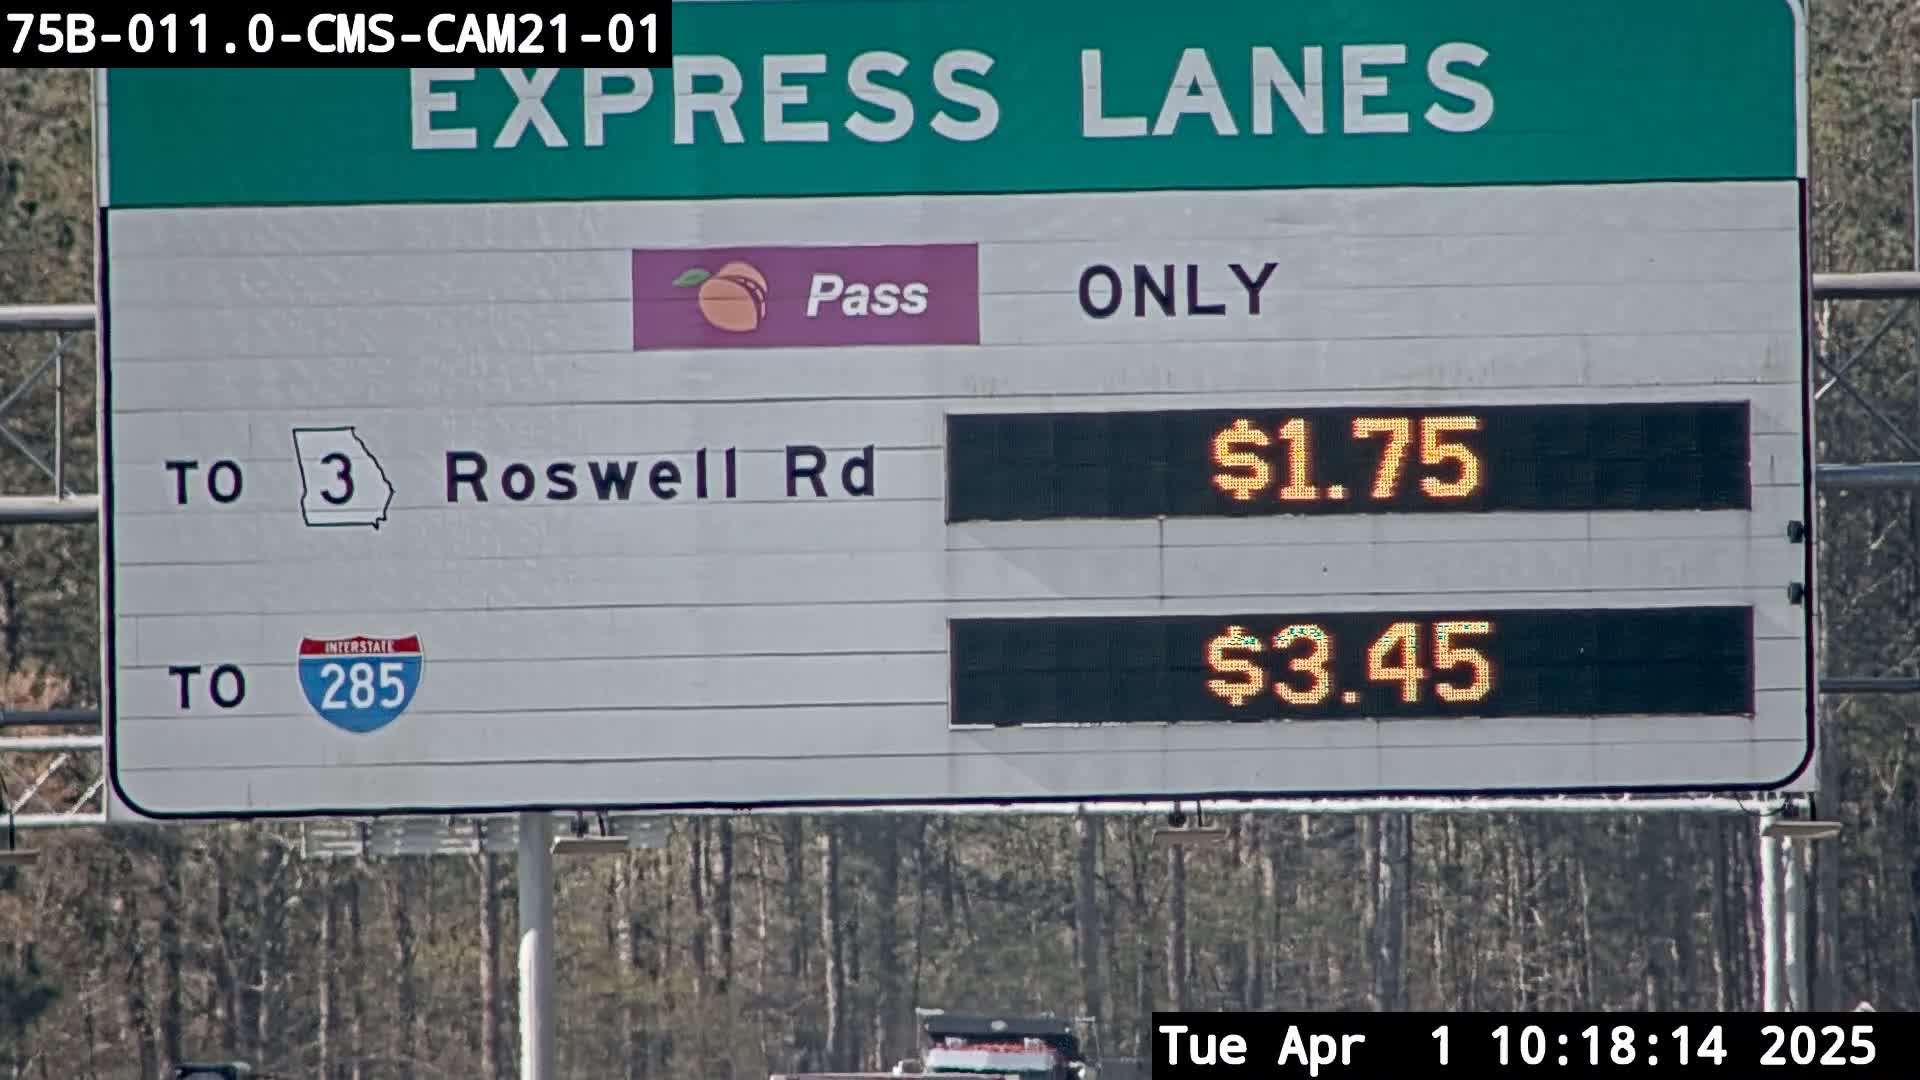 75B-011.0-CMS-CAM21-01
EXPRESS LANES
Pass ONLY
TO 3 Roswell Rd $1.75
INTERSTATE
TO 285 $3.45
Tue Apr 1 10:18:14 2025